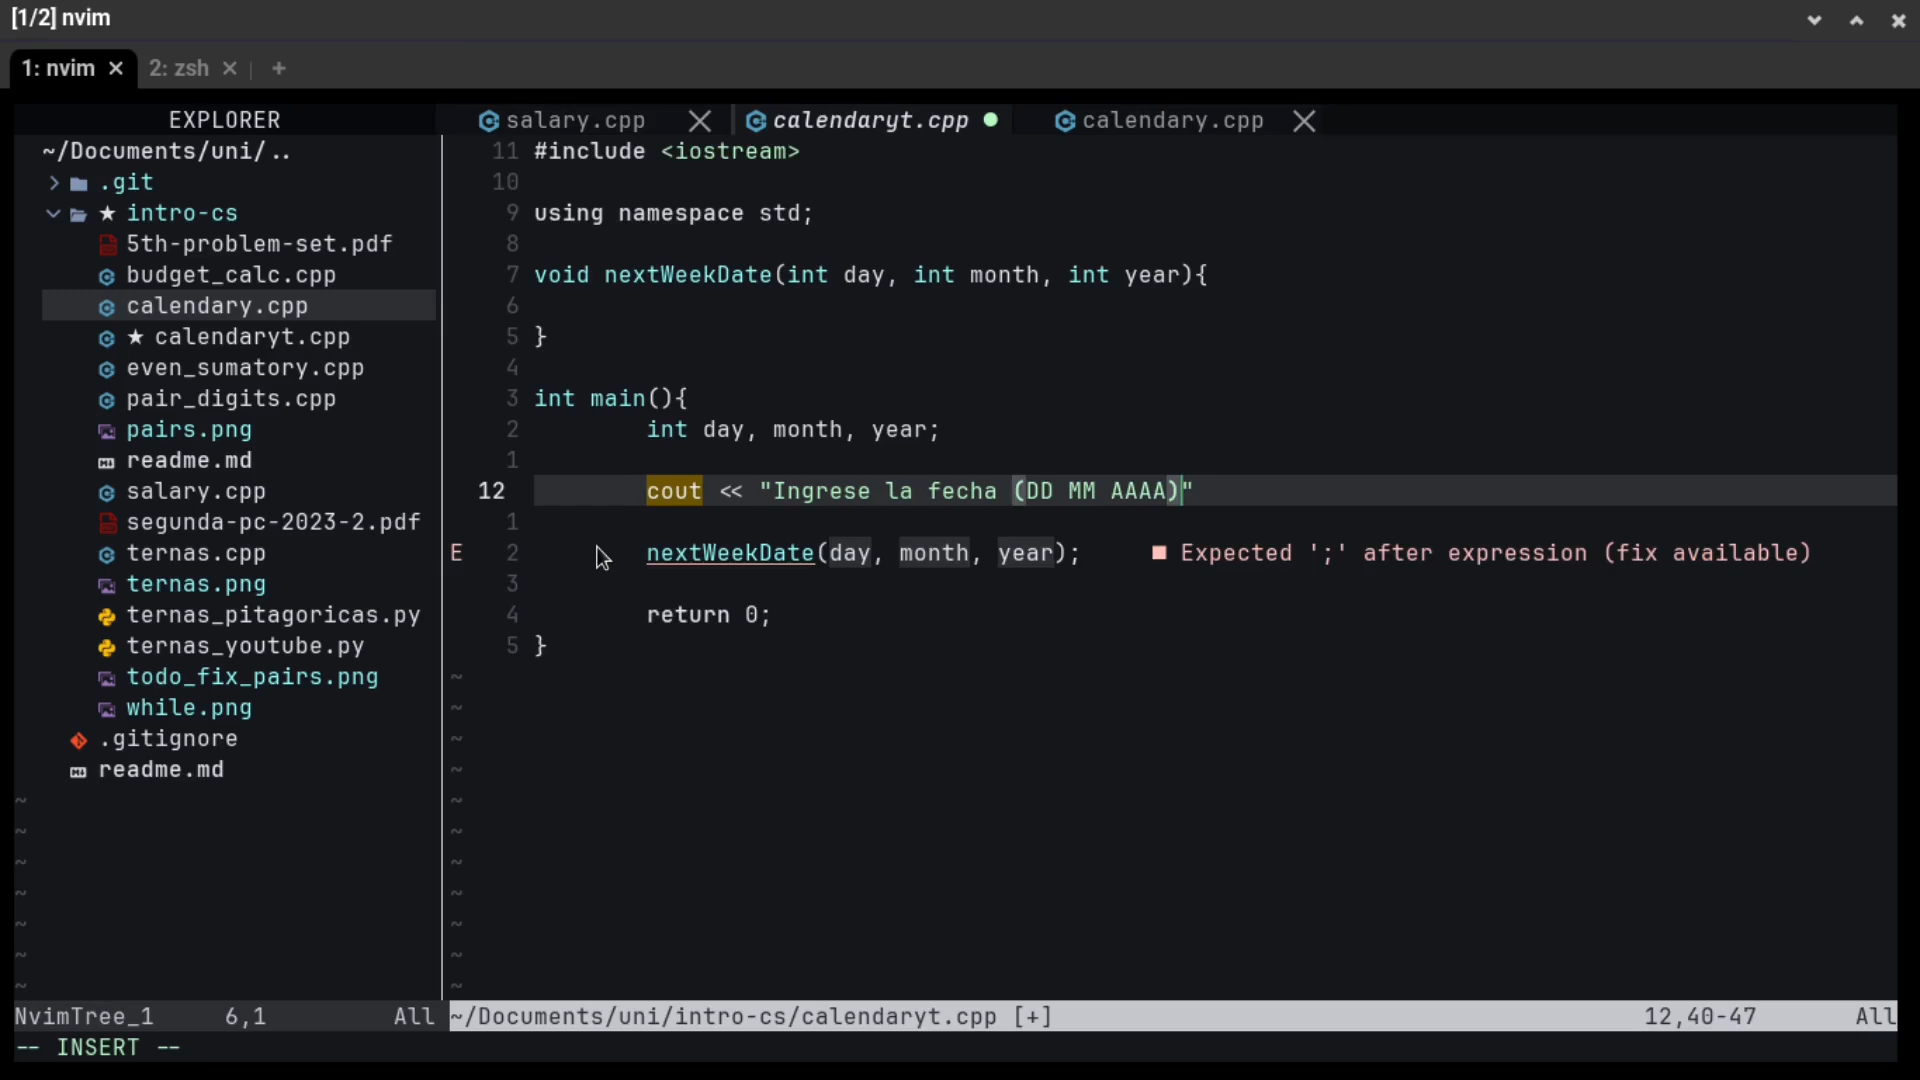 [1/2] nvim
1: nvim × 2: zsh × +
EXPLORER
~/Documents/uni/..
.git
★ intro-cs
5th-problem-set.pdf
budget_calc.cpp
calendary.cpp
★ calendaryt.cpp
even_sumatory.cpp
pair_digits.cpp
pairs.png
readme.md
salary.cpp
segunda-pc-2023-2.pdf
ternas.cpp
ternas.png
ternas_pitagoricas.py
ternas_youtube.py
todo_fix_pairs.png
while.png
.gitignore
readme.md
~
~
~
~
~
~
~
NvimTree_1 6,1 All
salary.cpp calendaryt.cpp ● calendary.cpp
11 #include <iostream>
10
9 using namespace std;
8
7 void nextWeekDate(int day, int month, int year){
6
5 }
4
3 int main(){
2 int day, month, year;
1
12 cout << "Ingrese la fecha (DD MM AAAA)"
1
E 2 nextWeekDate(day, month, year); ■ Expected ';' after expression (fix available)
3
4 return 0;
5 }
~
~
~
~
~
~
~
~
~
~
~
~/Documents/uni/intro-cs/calendaryt.cpp [+] 12,40-47 All
-- INSERT --